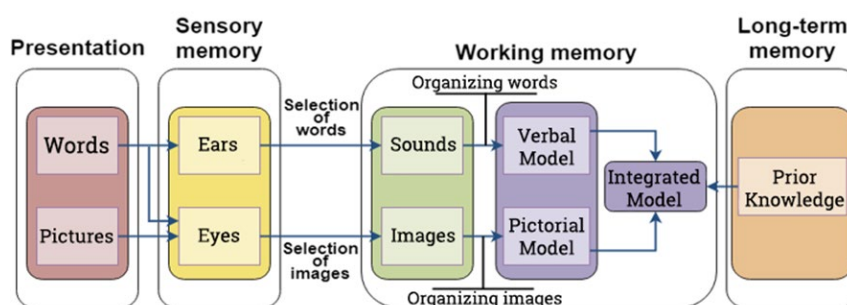 Presentation
Sensory
memory
Working memory
Long-term
memory
Words
Pictures
Ears
Eyes
Selection
of
words
Selection
of
images
Organizing words
Sounds
Images
Verbal
Model
Pictorial
Model
Organizing images
Integrated
Model
Prior
Knowledge